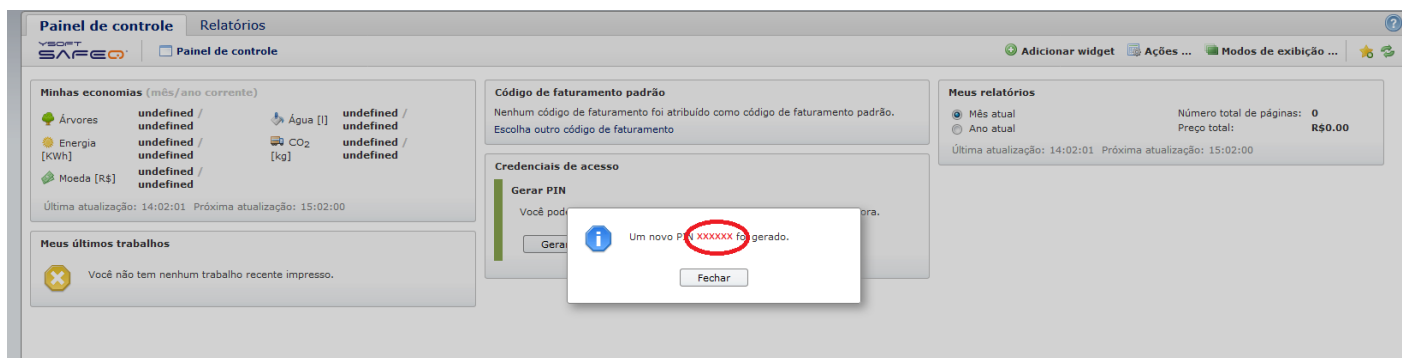 Painel de controle Relatórios
YSOFT
SAFEQ
Painel de controle
Adicionar widget Ações ... Modos de exibição ...
Minhas economias (mês/ano corrente)
Árvores undefined / undefined
Água [l] undefined / undefined
Energia [KWh] undefined / undefined
CO2 [kg] undefined / undefined
Moeda [R$] undefined / undefined
Última atualização: 14:02:01 Próxima atualização: 15:02:00
Meus últimos trabalhos
Você não tem nenhum trabalho recente impresso.
Código de faturamento padrão
Nenhum código de faturamento foi atribuído como código de faturamento padrão.
Escolha outro código de faturamento
Credenciais de acesso
Gerar PIN
Você pod
ora.
Gerar
Um novo PIN xxxxxx foi gerado.
Fechar
Meus relatórios
Mês atual
Ano atual
Número total de páginas: 0
Preço total: R$0.00
Última atualização: 14:02:01 Próxima atualização: 15:02:00